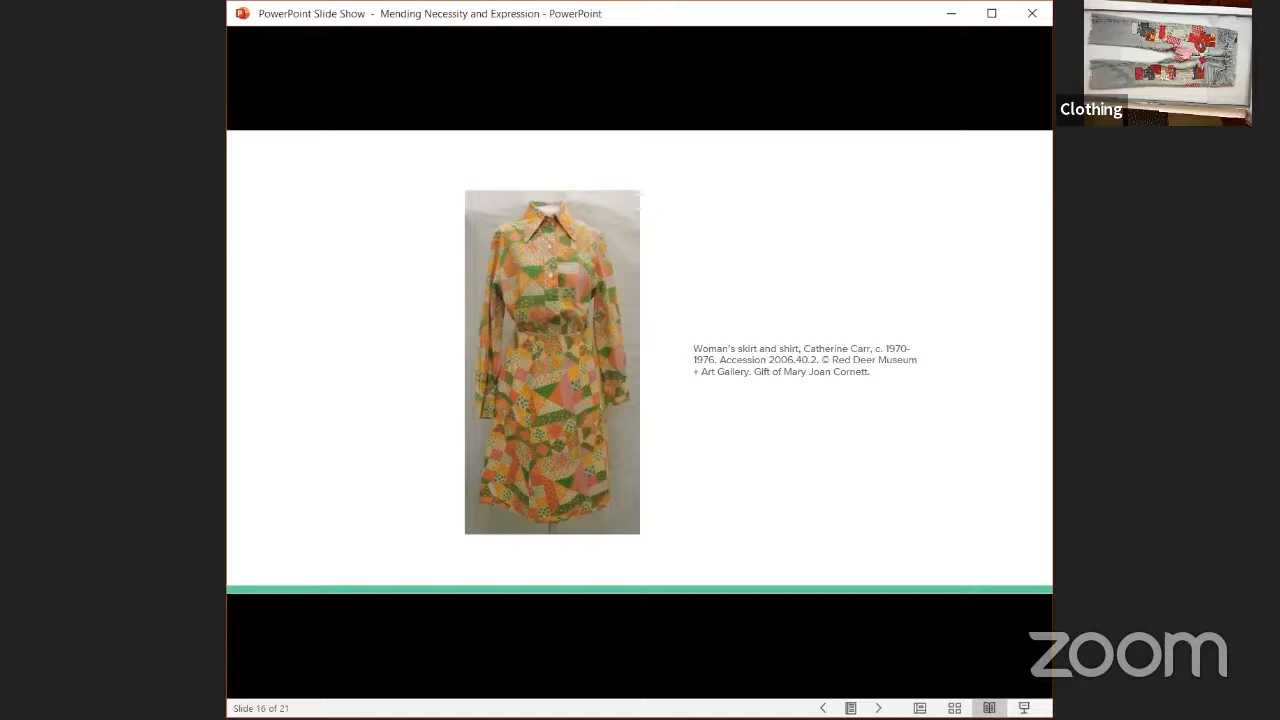 PowerPoint Slide Show - Mending Necessity and Expression - PowerPoint
Clothing
Woman's skirt and shirt, Catherine Carr, c. 1970-
1976. Accession 2006.40.2. © Red Deer Museum
+ Art Gallery. Gift of Mary Joan Cornett.
zoom
Slide 16 of 21